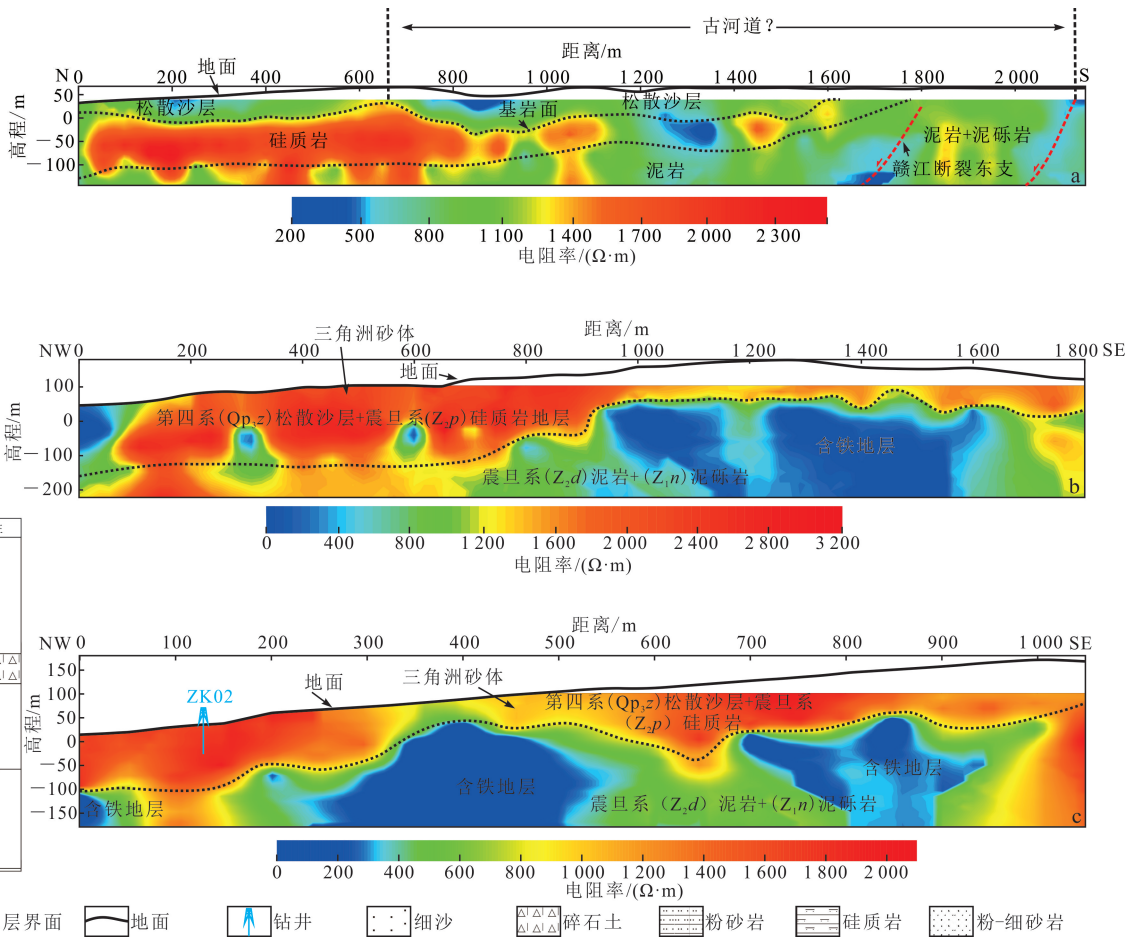 古河道？
距离/m
N 0 200 400 600 800 1 000 1 200 1 400 1 600 1 800 2 000 S
地面
50
0
−50
−100
高程/m
松散沙层
基岩面
松散沙层
硅质岩
泥岩
泥岩+泥砾岩
赣江断裂东支
a
200 500 800 1 100 1 400 1 700 2 000 2 300
电阻率/(Ω·m)
三角洲砂体
距离/m
NW 0 200 400 600 800 1 000 1 200 1 400 1 600 1 800 SE
地面
100
0
−100
−200
高程/m
第四系(Qp₃z)松散沙层+震旦系(Z₂p)硅质岩地层
含铁地层
震旦系(Z₂d)泥岩+(Z₁n)泥砾岩
b
0 400 800 1 200 1 600 2 000 2 400 2 800 3 200
电阻率/(Ω·m)
距离/m
NW 0 100 200 300 400 500 600 700 800 900 1 000 SE
150
100
50
0
−50
−100
−150
高程/m
ZK02
地面
三角洲砂体
第四系(Qp₃z)松散沙层+震旦系
(Z₂p)硅质岩
含铁地层
含铁地层
含铁地层
震旦系(Z₂d)泥岩+(Z₁n)泥砾岩
c
0 200 400 600 800 1 000 1 200 1 400 1 600 1 800 2 000
电阻率/(Ω·m)
层界面 地面 钻井 细沙 碎石土 粉砂岩 硅质岩 粉-细砂岩